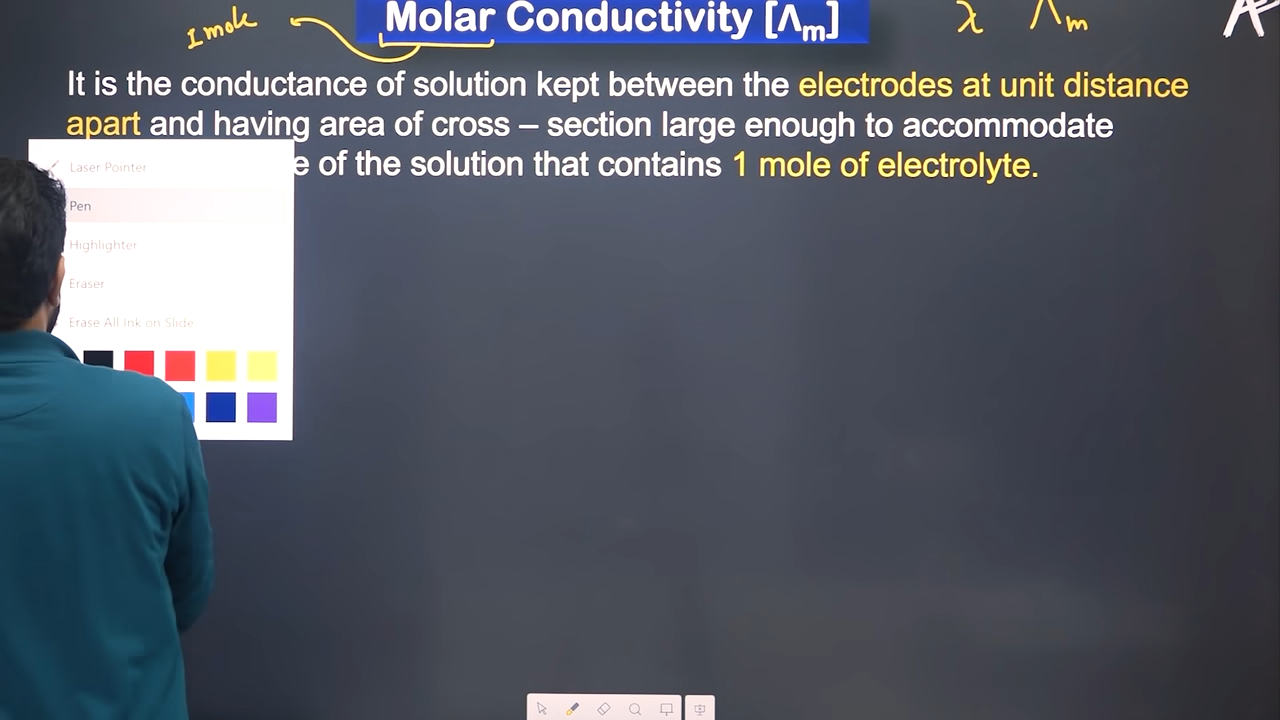 1 mole
Molar Conductivity [Λm]
λ Λm
It is the conductance of solution kept between the electrodes at unit distance
apart and having area of cross – section large enough to accommodate
of the solution that contains 1 mole of electrolyte.
Laser Pointer
Pen
Highlighter
Eraser
Erase All Ink on Slide